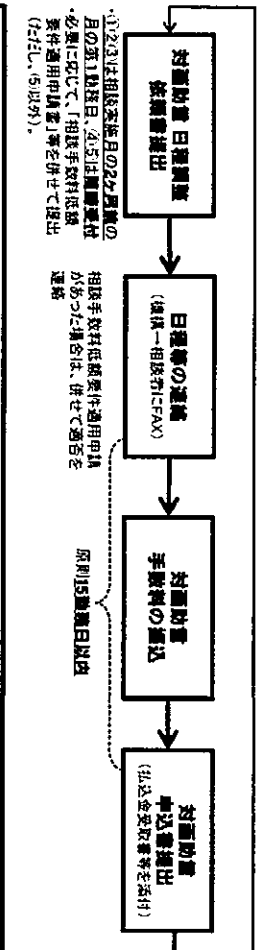 対面助言 日程調整
依頼書提出
・(1)(2)(3)は相談実施月の2ヶ月前の
月の第1勤務日、(4)(5)は随時受付
・必要に応じて、「相談手数料低額
要件適用申請書」等を併せて提出
(ただし、(5)以外)。
日程等の連絡
(機構→相談者にFAX)
相談手数料低額要件適用申請
があった場合は、併せて適否を
連絡
原則15勤務日以内
対面助言
手数料の振込
対面助言
申込書提出
(払込金受取書等を添付)